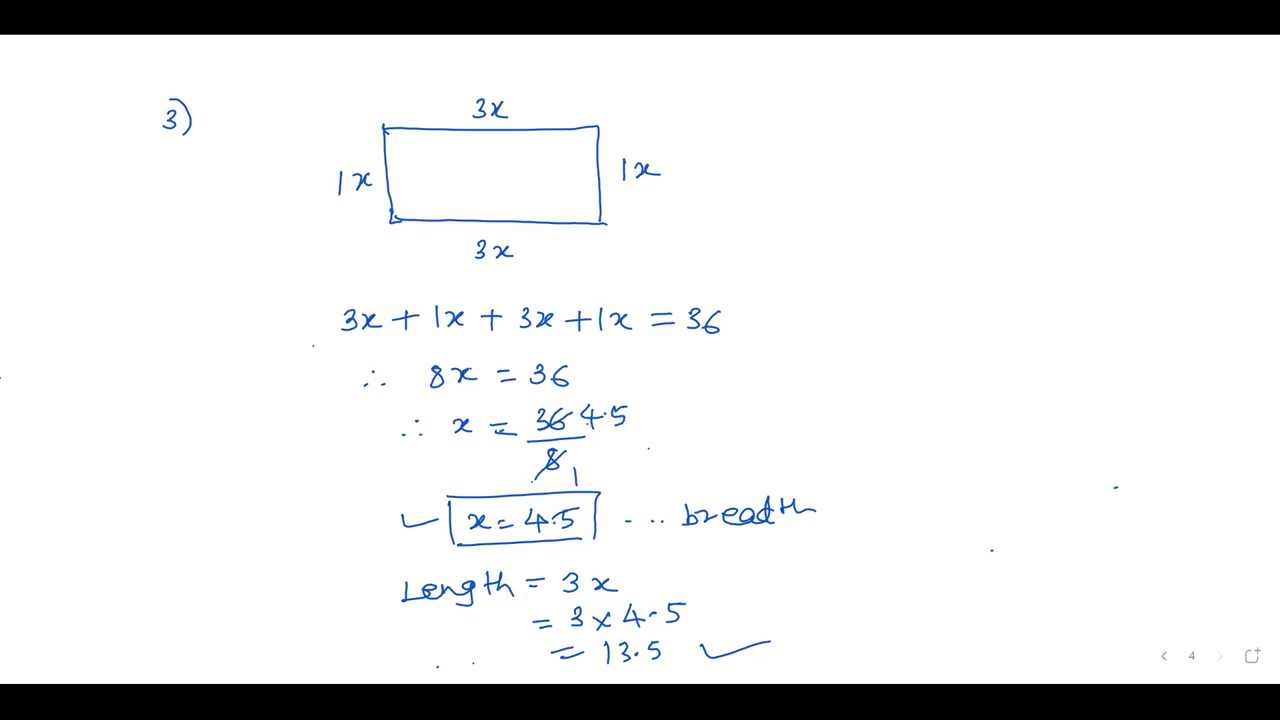 3)
3x
1x 1x
3x
3x + 1x + 3x + 1x = 36
∴ 8x = 36
∴ x = 36 4.5
8 1
✓ x = 4.5 ... breadth
Length = 3x
= 3 × 4.5
= 13.5 ✓
4